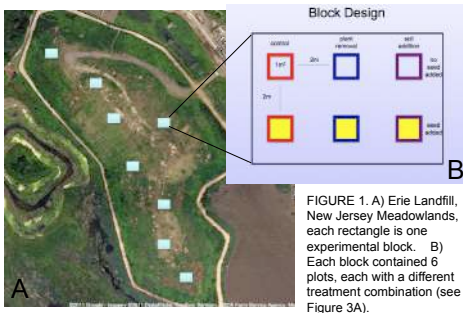 Block Design
control
plant
removal
soil
addition
1m²
2m
no
seed
added
2m
seed
added
B
A
FIGURE 1. A) Erie Landfill,
New Jersey Meadowlands,
each rectangle is one
experimental block. B)
Each block contained 6
plots, each with a different
treatment combination (see
Figure 3A).